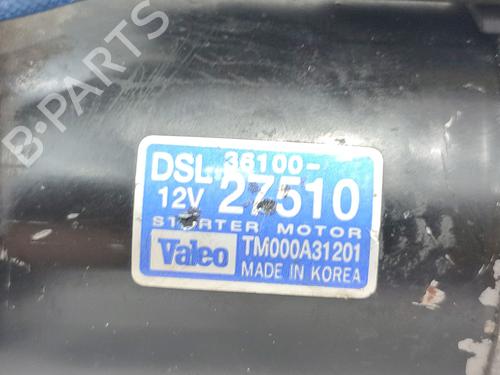 B-PARTS
DSL 36100-
12V 27510
STARTER MOTOR
Valeo TM000A31201
MADE IN KOREA